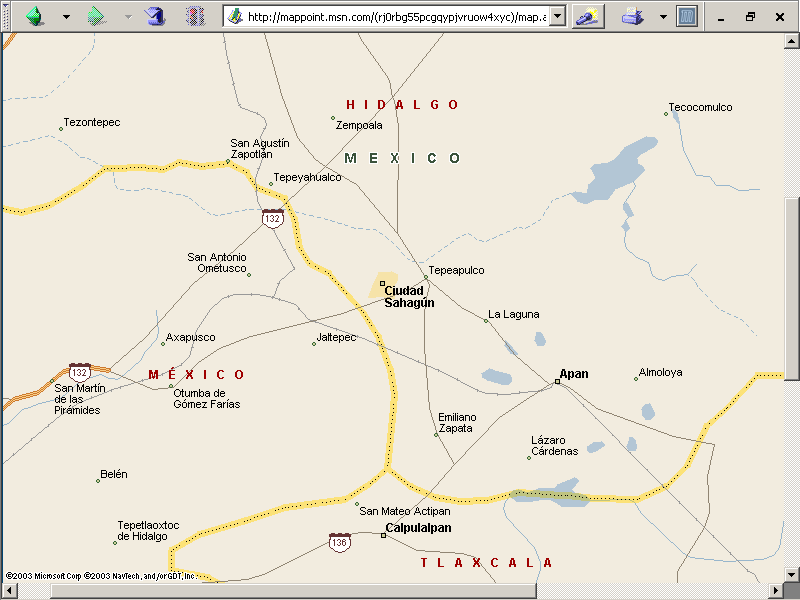 http://mappoint.msn.com/(rj0rbg55pcgqypjvruow4xyc)/map.a
HIDALGO
Tecocomulco
Tezontepec
Zempoala
San Agustín
Zapotlán
MEXICO
Tepeyahualco
132
San Antonio
Ometusco
Tepeapulco
Ciudad
Sahagún
La Laguna
Axapusco
Jaltepec
132
MÉXICO
Apan
Almoloya
San Martín
de las
Pirámides
Otumba de
Gómez Farías
Emiliano
Zapata
Lázaro
Cárdenas
Belén
San Mateo Actipan
Tepetlaoxtoc
de Hidalgo
Calpulalpan
136
TLAXCALA
©2003 Microsoft Corp ©2003 NavTech, and/or GDT, Inc.